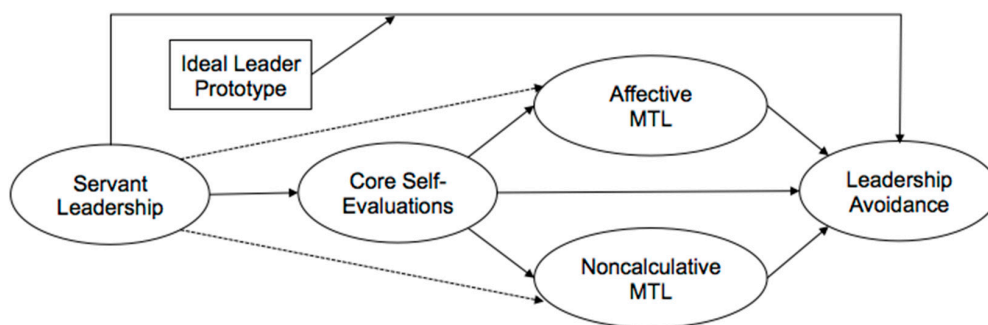 Ideal Leader
Prototype
Affective
MTL
Servant
Leadership
Core Self-
Evaluations
Leadership
Avoidance
Noncalculative
MTL